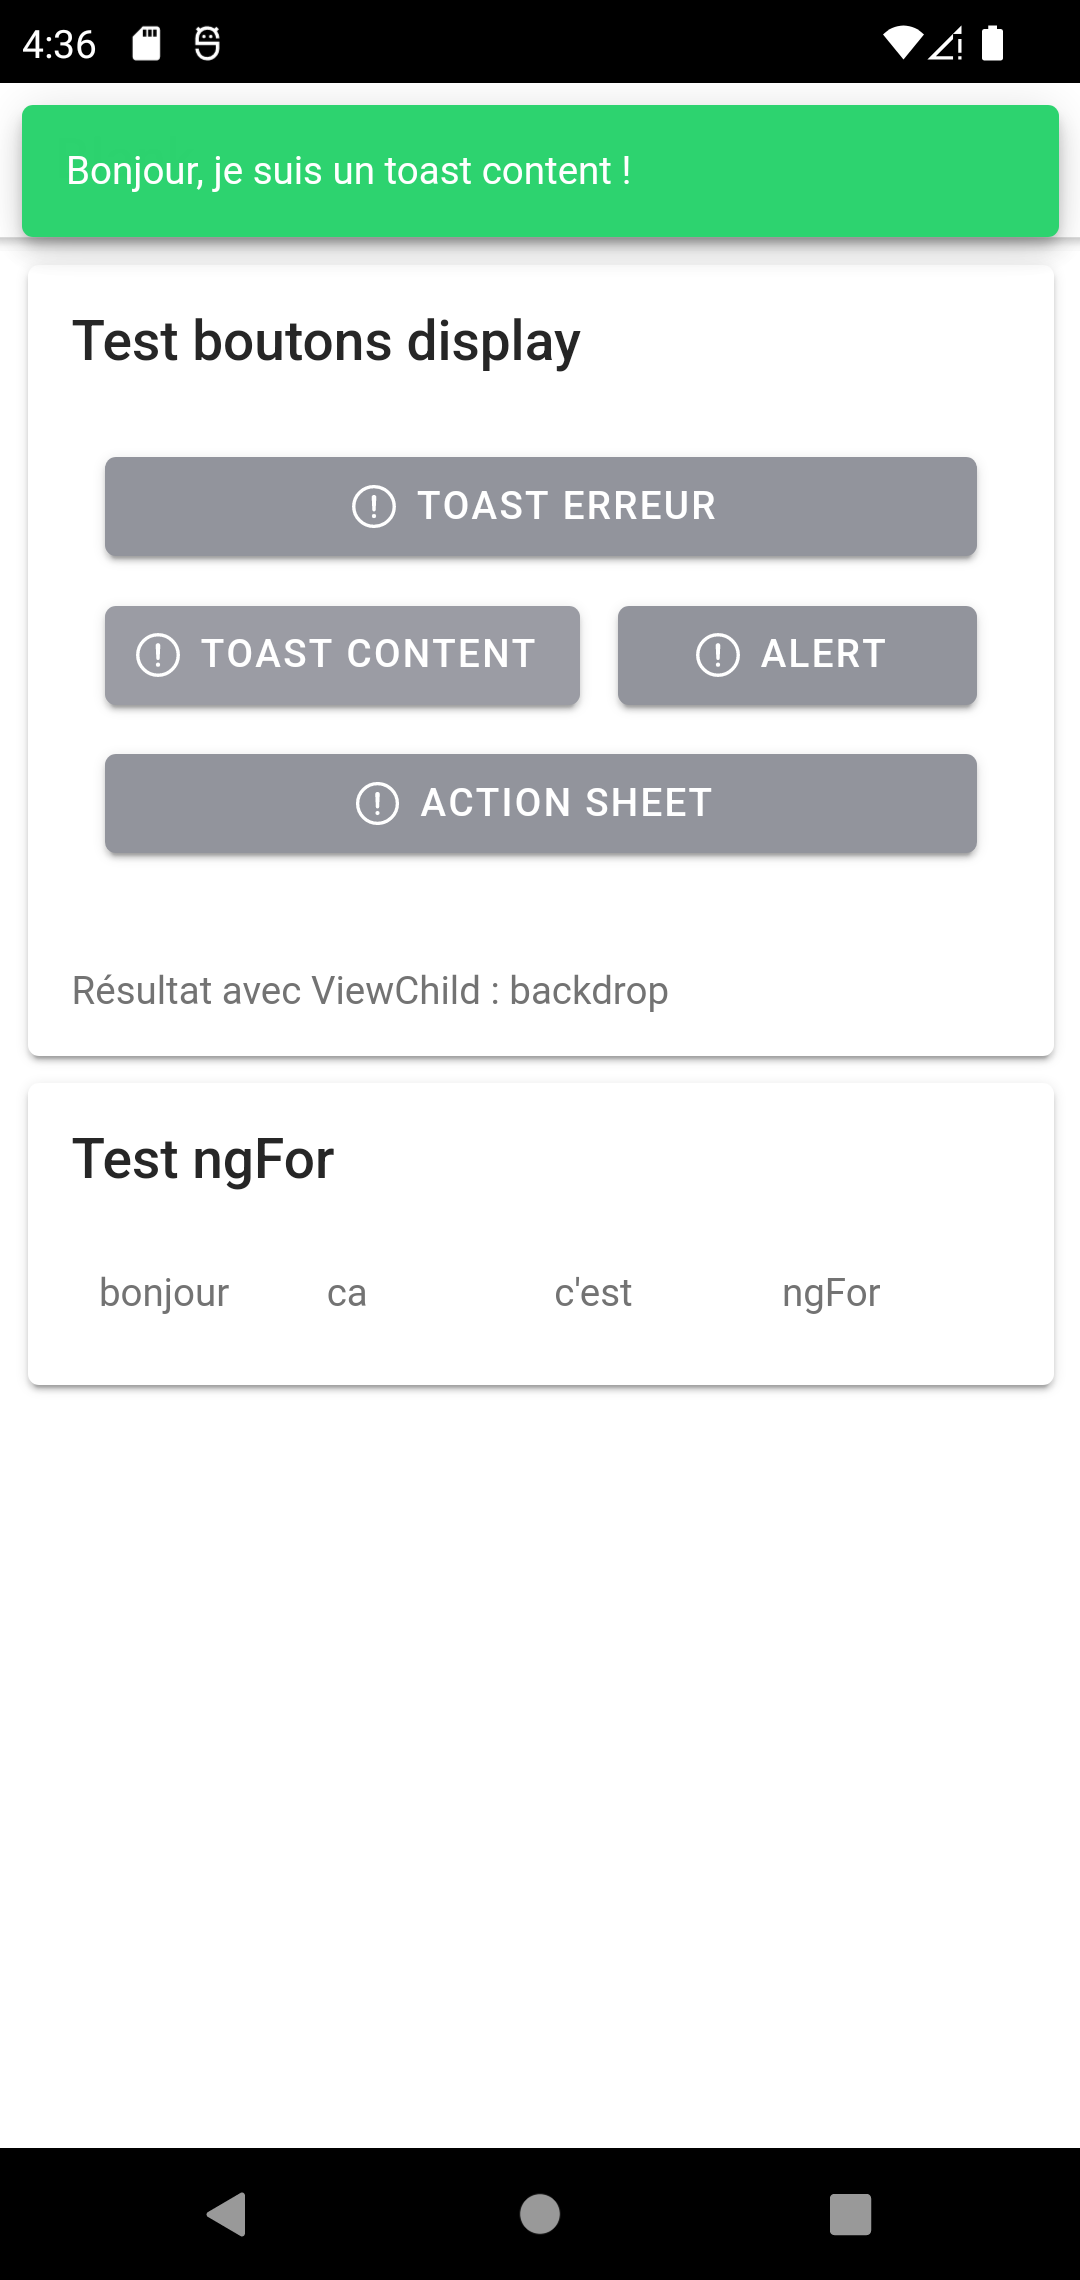 4:36
Bonjour, je suis un toast content !
Test boutons display
TOAST ERREUR
TOAST CONTENT
ALERT
ACTION SHEET
Résultat avec ViewChild : backdrop
Test ngFor
bonjour ca c'est ngFor